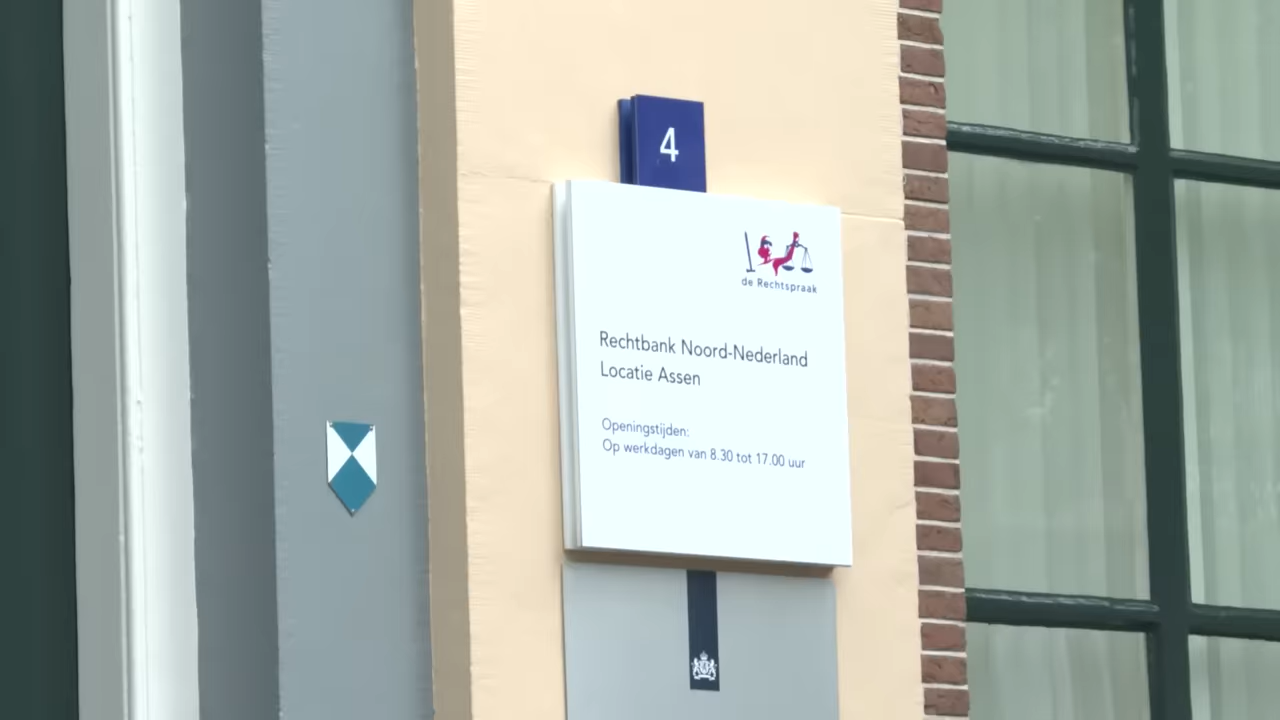 4
de Rechtspraak
Rechtbank Noord-Nederland
Locatie Assen
Openingstijden:
Op werkdagen van 8.30 tot 17.00 uur